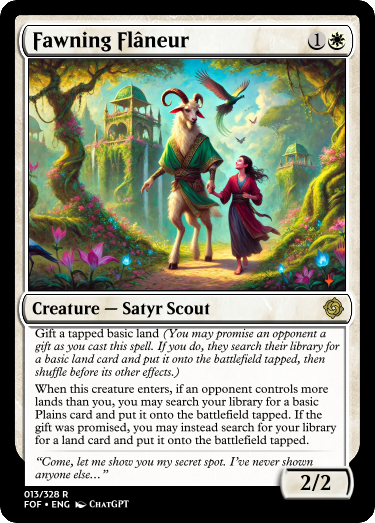 Fawning Flâneur
1
Creature — Satyr Scout
Gift a tapped basic land (You may promise an opponent a
gift as you cast this spell. If you do, they search their library for
a basic land card and put it onto the battlefield tapped, then
shuffle before its other effects.)
When this creature enters, if an opponent controls more
lands than you, you may search your library for a basic
Plains card and put it onto the battlefield tapped. If the
gift was promised, you may instead search for your library
for a land card and put it onto the battlefield tapped.
“Come, let me show you my secret spot. I’ve never shown
anyone else…”
2/2
013/328 R
FOF • ENG ChatGPT